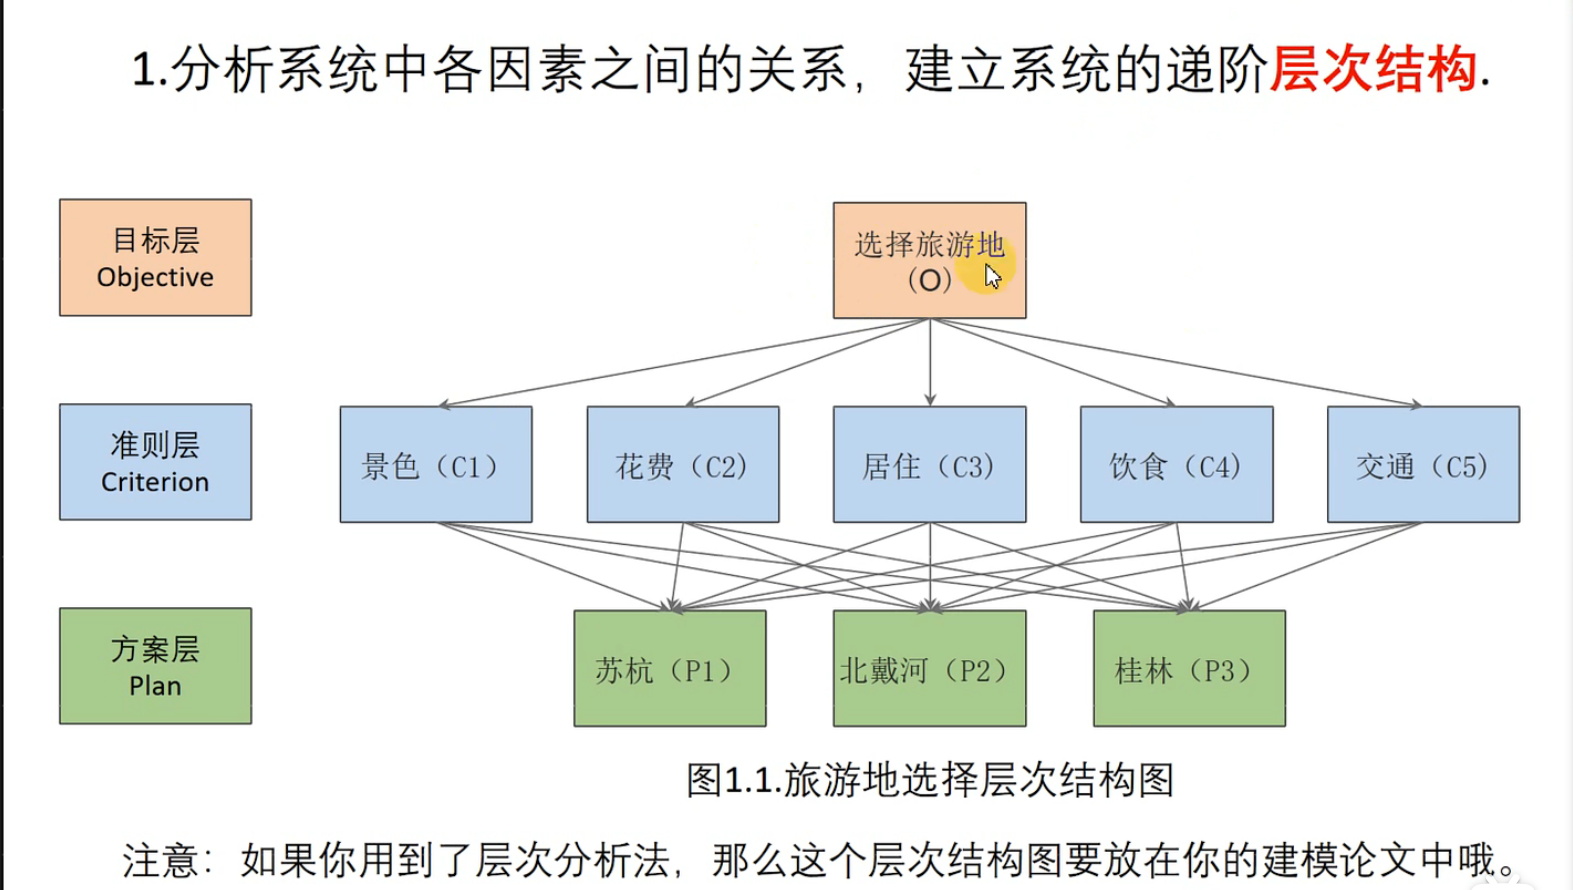 1.分析系统中各因素之间的关系，建立系统的递阶层次结构.
目标层
Objective
选择旅游地
(O)
准则层
Criterion
景色（C1）
花费（C2）
居住（C3）
饮食（C4）
交通（C5）
方案层
Plan
苏杭（P1）
北戴河（P2）
桂林（P3）
图1.1.旅游地选择层次结构图
注意：如果你用到了层次分析法，那么这个层次结构图要放在你的建模论文中哦。